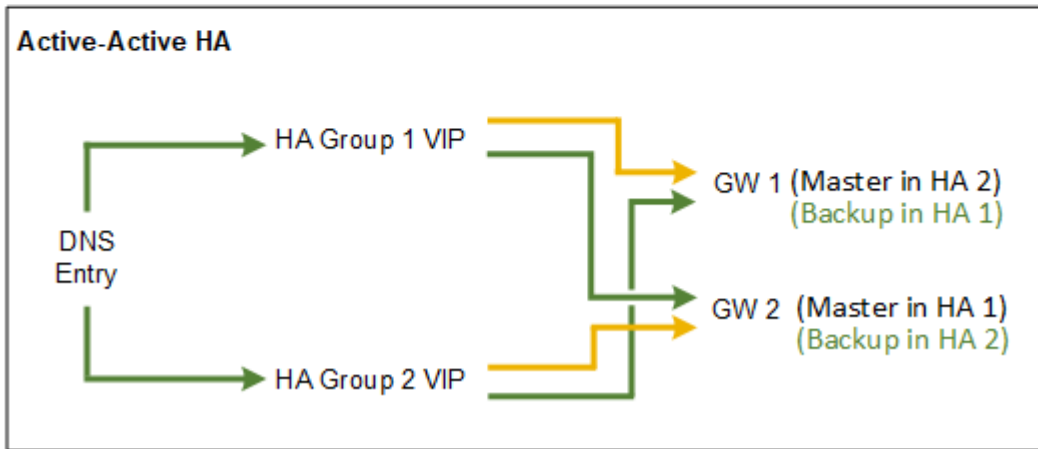 Active-Active HA
HA Group 1 VIP
GW 1 (Master in HA 2)
(Backup in HA 1)
DNS
Entry
GW 2 (Master in HA 1)
(Backup in HA 2)
HA Group 2 VIP